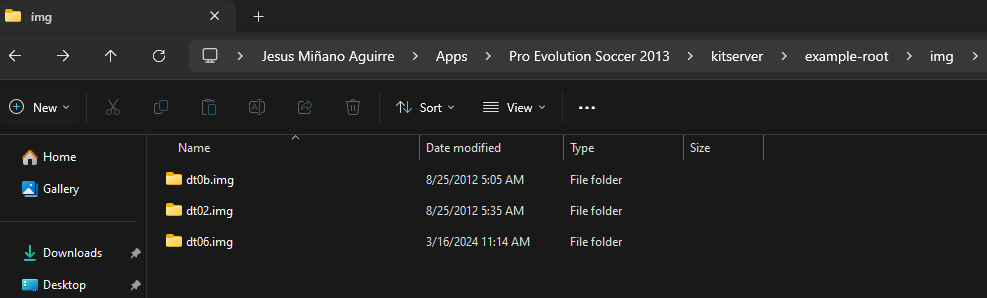 img
Jesus Miñano Aguirre > Apps > Pro Evolution Soccer 2013 > kitserver > example-root > img >
New Sort View ...
Name Date modified Type Size
Home
Gallery
Downloads
Desktop
dt0b.img 8/25/2012 5:05 AM File folder
dt02.img 8/25/2012 5:35 AM File folder
dt06.img 3/16/2024 11:14 AM File folder